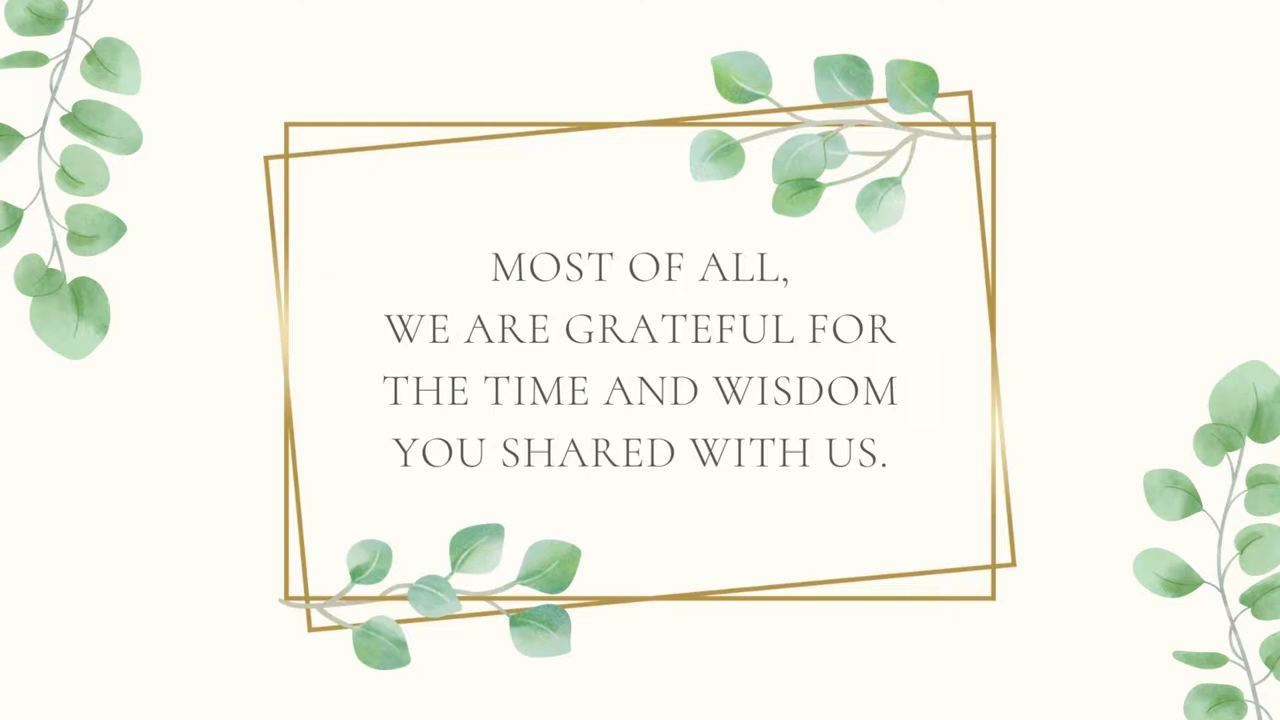 MOST OF ALL,
WE ARE GRATEFUL FOR
THE TIME AND WISDOM
YOU SHARED WITH US.